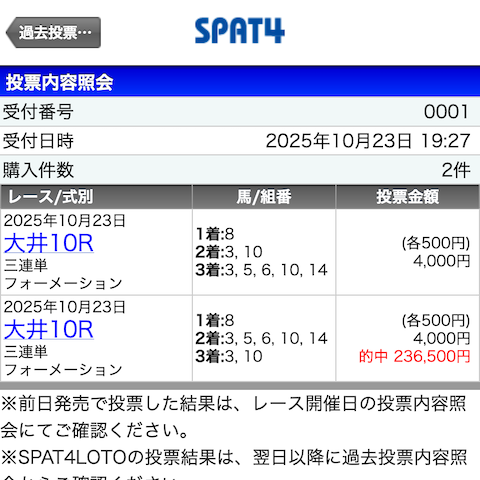 過去投票…
SPAT4
投票内容照会
受付番号 0001
受付日時 2025年10月23日 19:27
購入件数 2件
レース/式別 馬/組番 投票金額
2025年10月23日
大井10R
三連単
フォーメーション
1着:8
2着:3, 10
3着:3, 5, 6, 10, 14
(各500円)
4,000円
2025年10月23日
大井10R
三連単
フォーメーション
1着:8
2着:3, 5, 6, 10, 14
3着:3, 10
(各500円)
4,000円
的中 236,500円
※前日発売で投票した結果は、レース開催日の投票内容照
会にてご確認ください。
※SPAT4LOTOの投票結果は、翌日以降に過去投票内容照